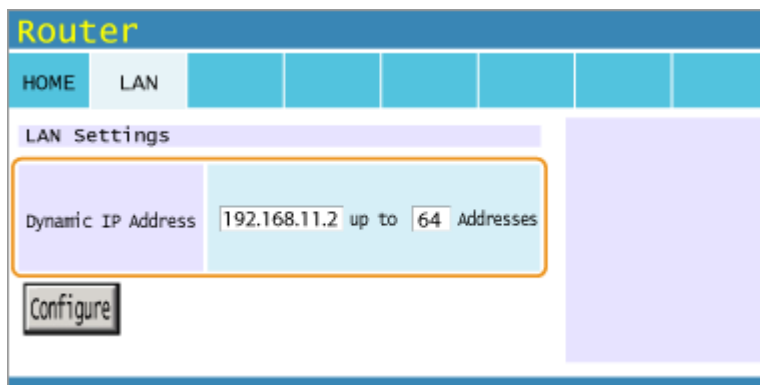 Router
HOME LAN
LAN Settings
Dynamic IP Address 192.168.11.2 up to 64 Addresses
Configure